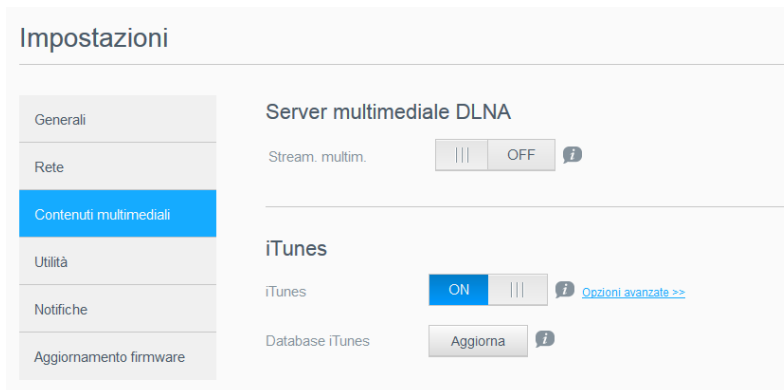 Impostazioni
Generali
Rete
Contenuti multimediali
Utilità
Notifiche
Aggiornamento firmware
Server multimediale DLNA
Stream. multim. OFF
iTunes
iTunes ON Opzioni avanzate >>
Database iTunes Aggiorna